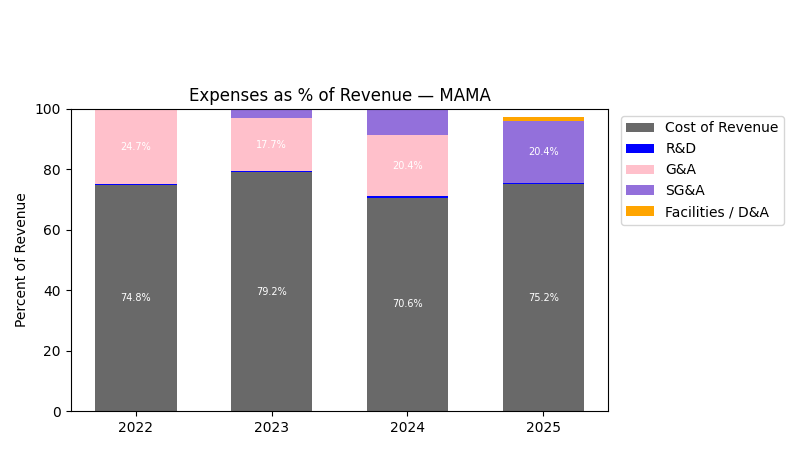 Expenses as % of Revenue — MAMA
Percent of Revenue
100
80
60
40
20
0
24.7%
17.7%
20.4%
20.4%
74.8%
79.2%
70.6%
75.2%
2022
2023
2024
2025
Cost of Revenue
R&D
G&A
SG&A
Facilities / D&A